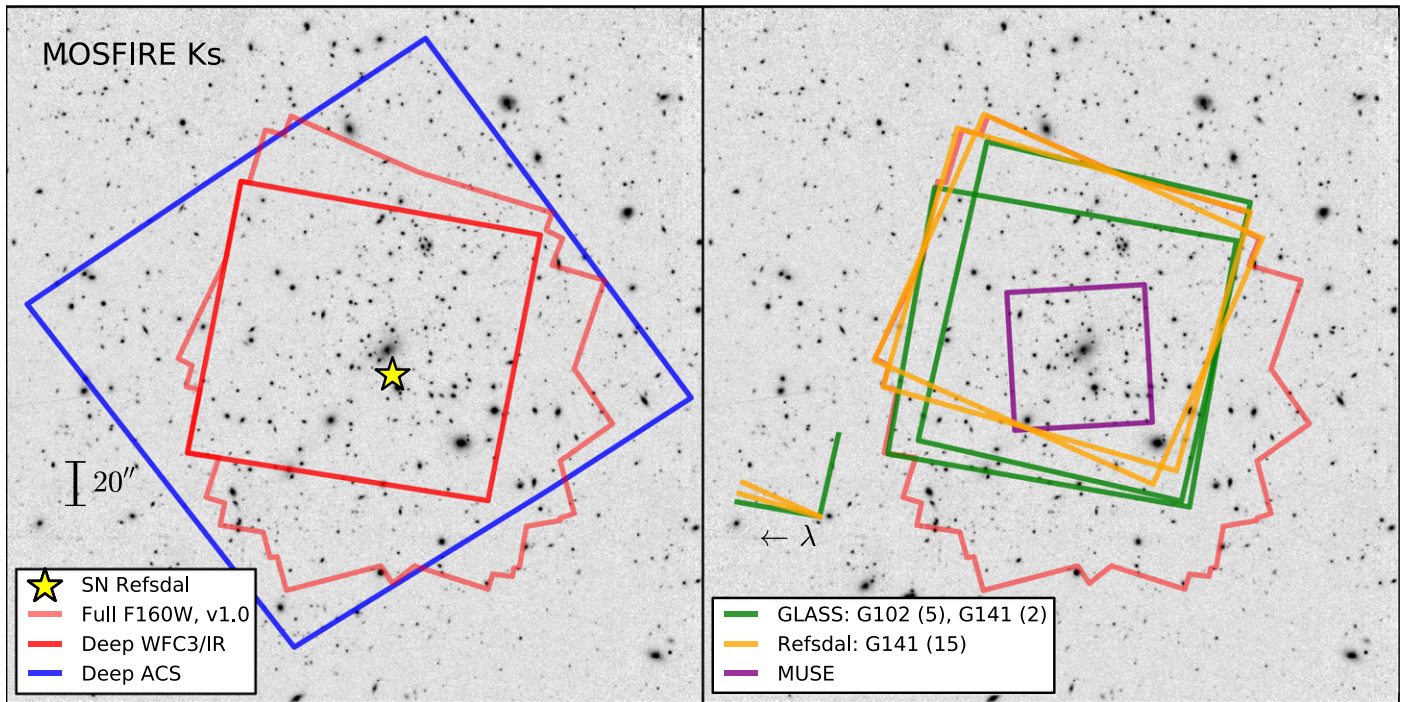 MOSFIRE Ks
20″
SN Refsdal
Full F160W, v1.0
Deep WFC3/IR
Deep ACS
← λ
GLASS: G102 (5), G141 (2)
Refsdal: G141 (15)
MUSE